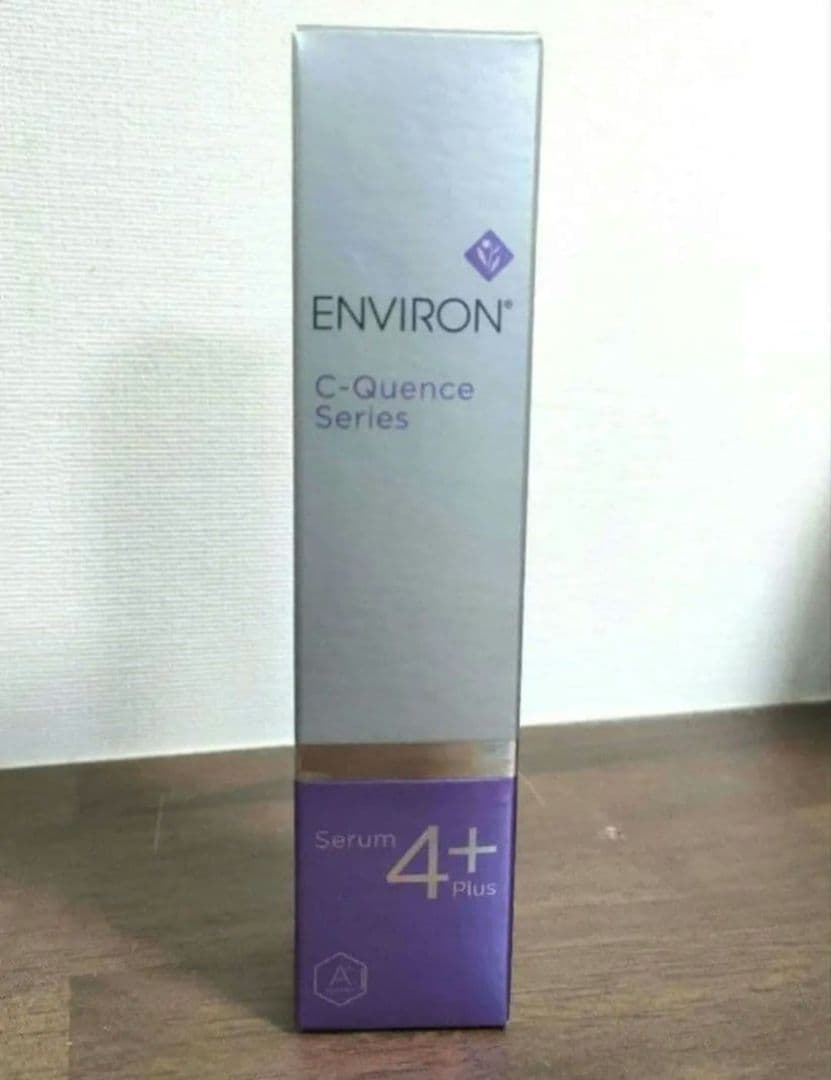 ENVIRON®
C-Quence
Series
Serum 4+
Plus
A